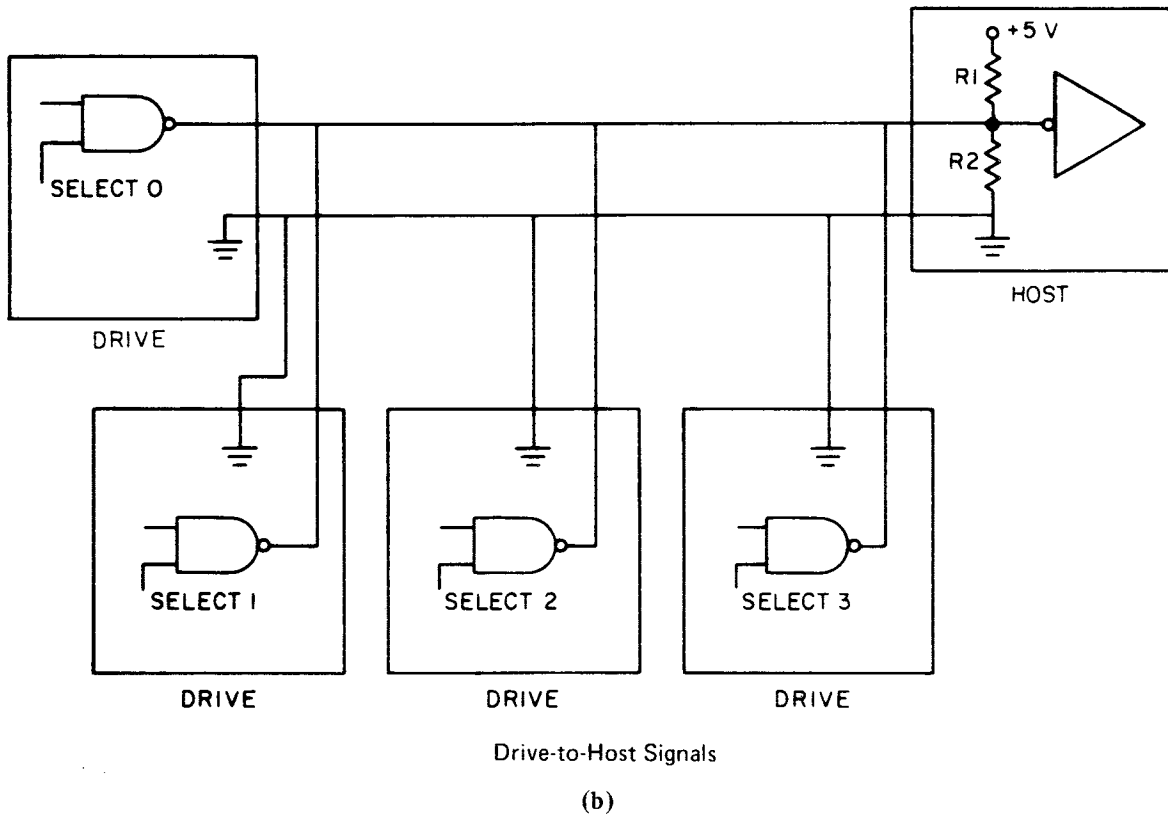 +5 V
R1
R2
SELECT 0
HOST
DRIVE
SELECT 1
SELECT 2
SELECT 3
DRIVE
DRIVE
DRIVE
Drive-to-Host Signals
(b)